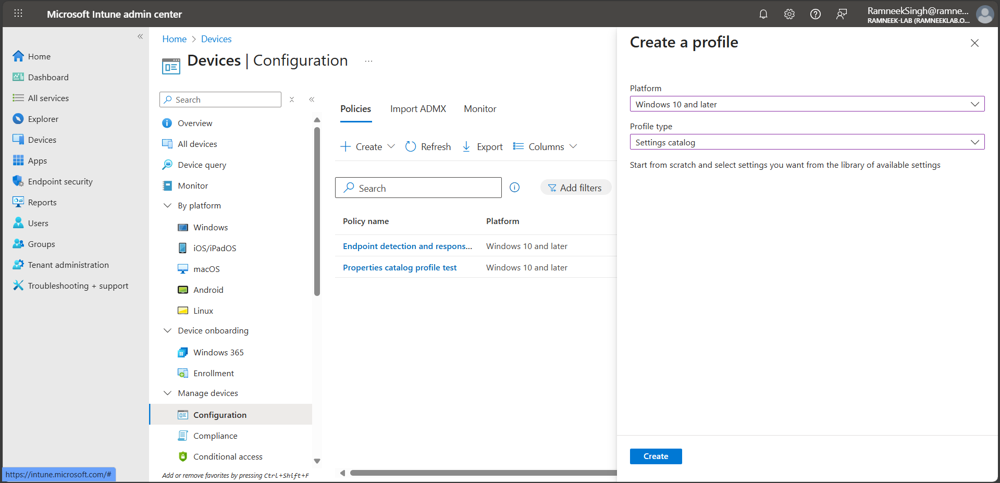 Microsoft Intune admin center
RamneekSingh@ramne...
RAMNEEK-LAB (RAMNEEKLAB.O...
Home
Dashboard
All services
Explorer
Devices
Apps
Endpoint security
Reports
Users
Groups
Tenant administration
Troubleshooting + support
https://intune.microsoft.com/#
Home > Devices
Devices | Configuration
Search
Overview
All devices
Device query
Monitor
By platform
Windows
iOS/iPadOS
macOS
Android
Linux
Device onboarding
Windows 365
Enrollment
Manage devices
Configuration
Compliance
Conditional access
Add or remove favorites by pressing Ctrl+Shift+F
Policies Import ADMX Monitor
Create Refresh Export Columns
Search Add filters
Policy name Platform
Endpoint detection and respons... Windows 10 and later
Properties catalog profile test Windows 10 and later
Create a profile
Platform
Windows 10 and later
Profile type
Settings catalog
Start from scratch and select settings you want from the library of available settings
Create